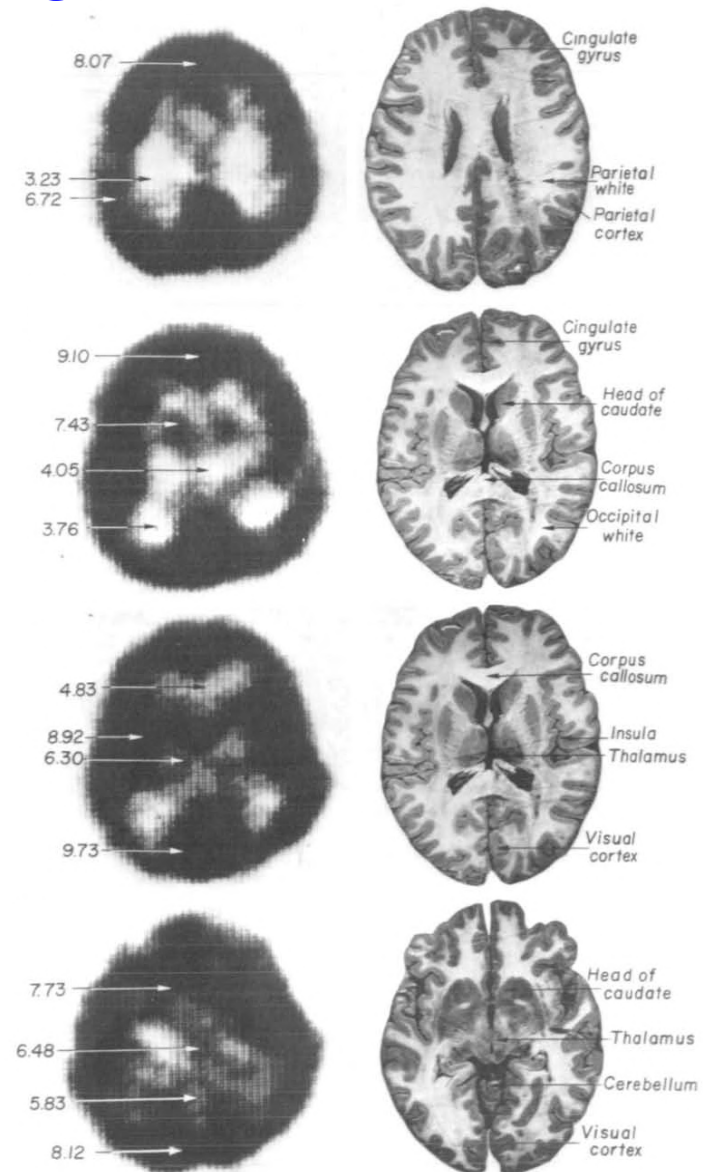 8.07
3.23
6.72
Cingulate
gyrus
Parietal
white
Parietal
cortex
9.10
7.43
4.05
3.76
Cingulate
gyrus
Head of
caudate
Corpus
callosum
Occipital
white
4.83
8.92
6.30
9.73
Corpus
callosum
Insula
Thalamus
Visual
cortex
7.73
6.48
5.83
8.12
Head of
caudate
Thalamus
Cerebellum
Visual
cortex